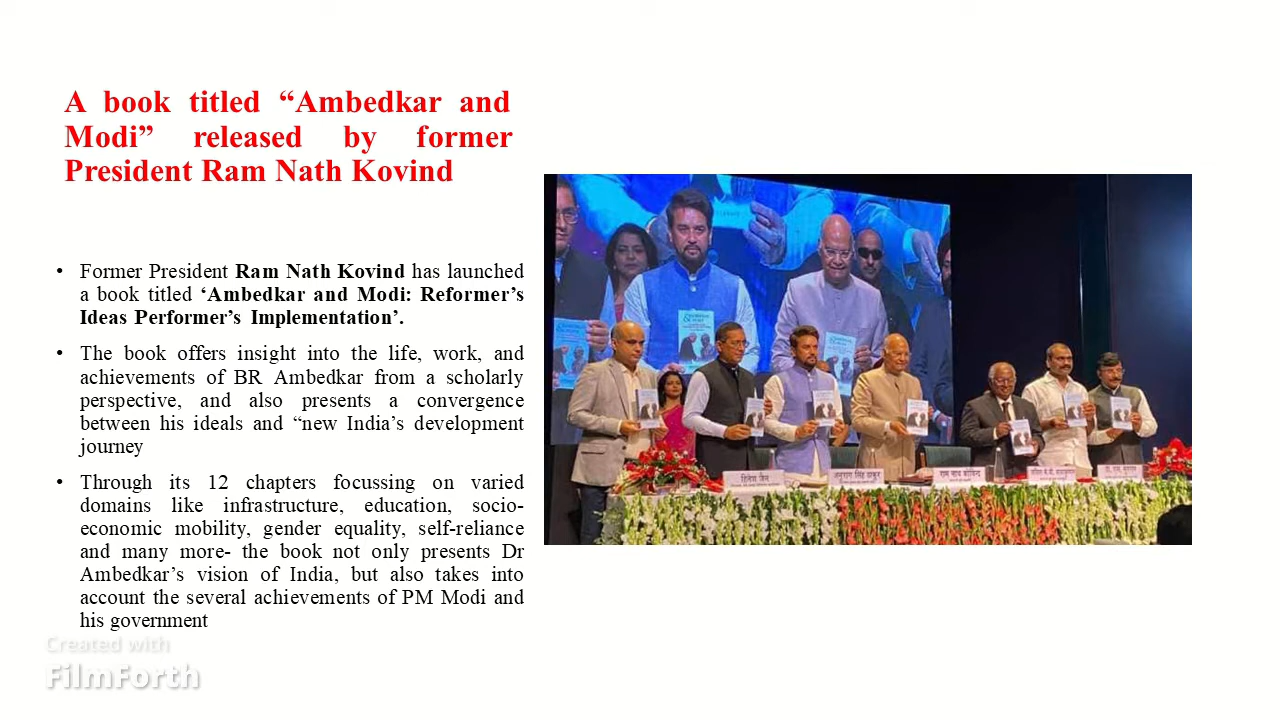 A book titled “Ambedkar and
Modi” released by former
President Ram Nath Kovind
• Former President Ram Nath Kovind has launched
a book titled ‘Ambedkar and Modi: Reformer’s
Ideas Performer’s Implementation’.
• The book offers insight into the life, work, and
achievements of BR Ambedkar from a scholarly
perspective, and also presents a convergence
between his ideals and “new India’s development
journey
• Through its 12 chapters focussing on varied
domains like infrastructure, education, socio-
economic mobility, gender equality, self-reliance
and many more- the book not only presents Dr
Ambedkar’s vision of India, but also takes into
account the several achievements of PM Modi and
his government
हितेश जैन
अनुराग सिंह ठाकुर
राम नाथ कोविन्द
Created with
FilmForth